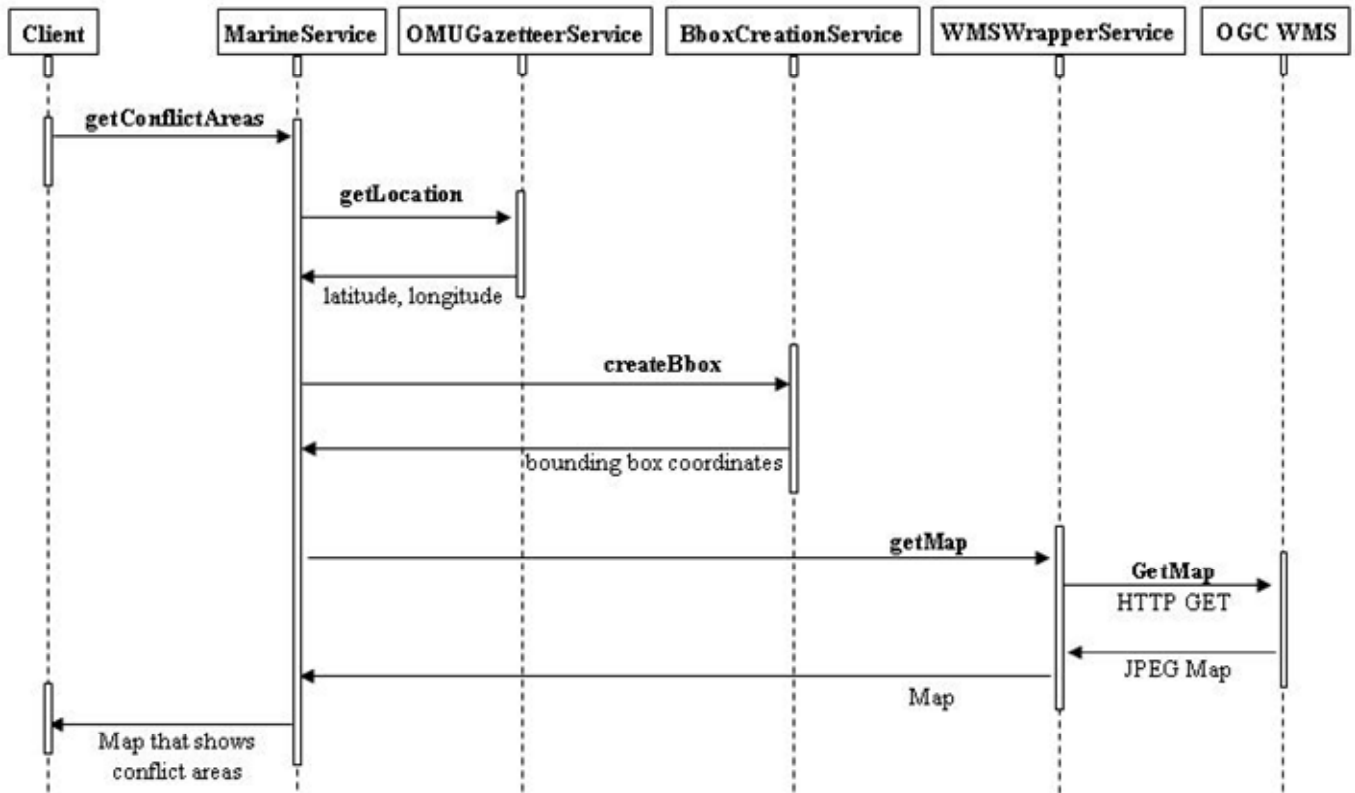 Client
MarineService
OMUGazetteerService
BboxCreationService
WMSWrapperService
OGC WMS
getConflictAreas
getLocation
latitude, longitude
createBbox
bounding box coordinates
getMap
GetMap
HTTP GET
JPEG Map
Map
Map that shows
conflict areas